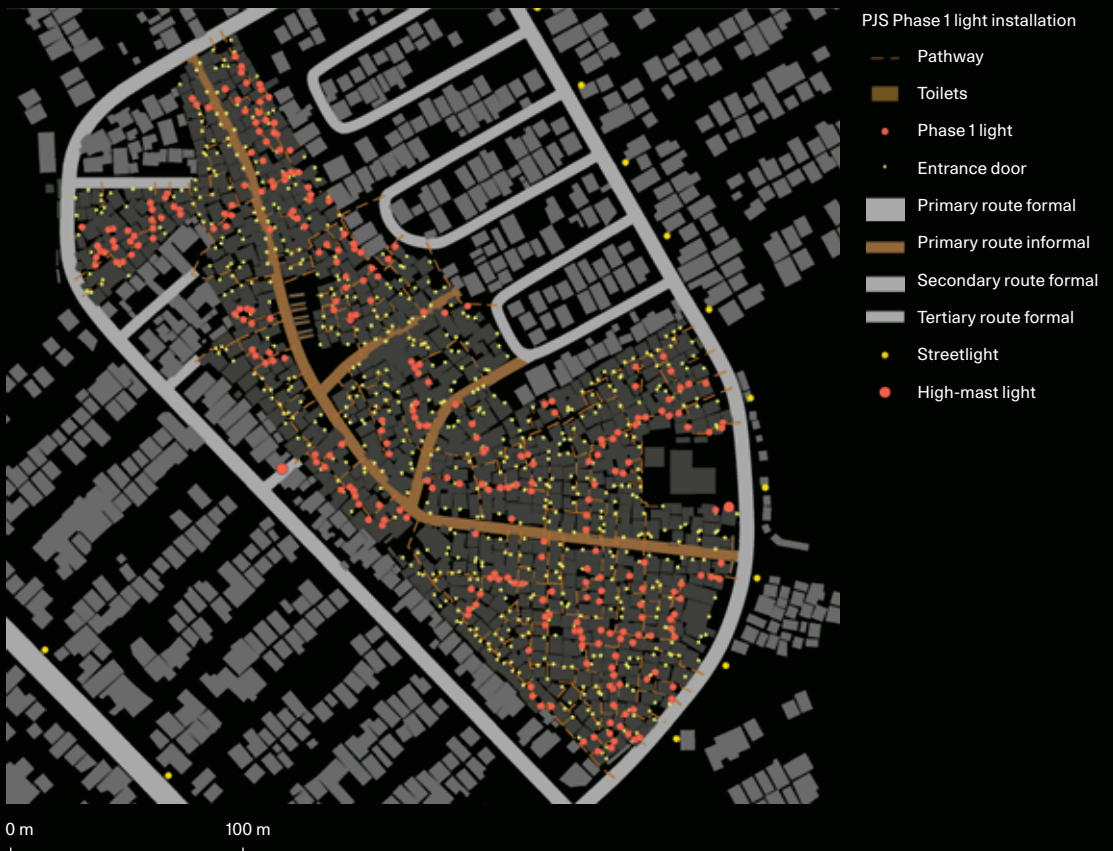 PJS Phase 1 light installation
Pathway
Toilets
Phase 1 light
Entrance door
Primary route formal
Primary route informal
Secondary route formal
Tertiary route formal
Streetlight
High-mast light
0 m
100 m